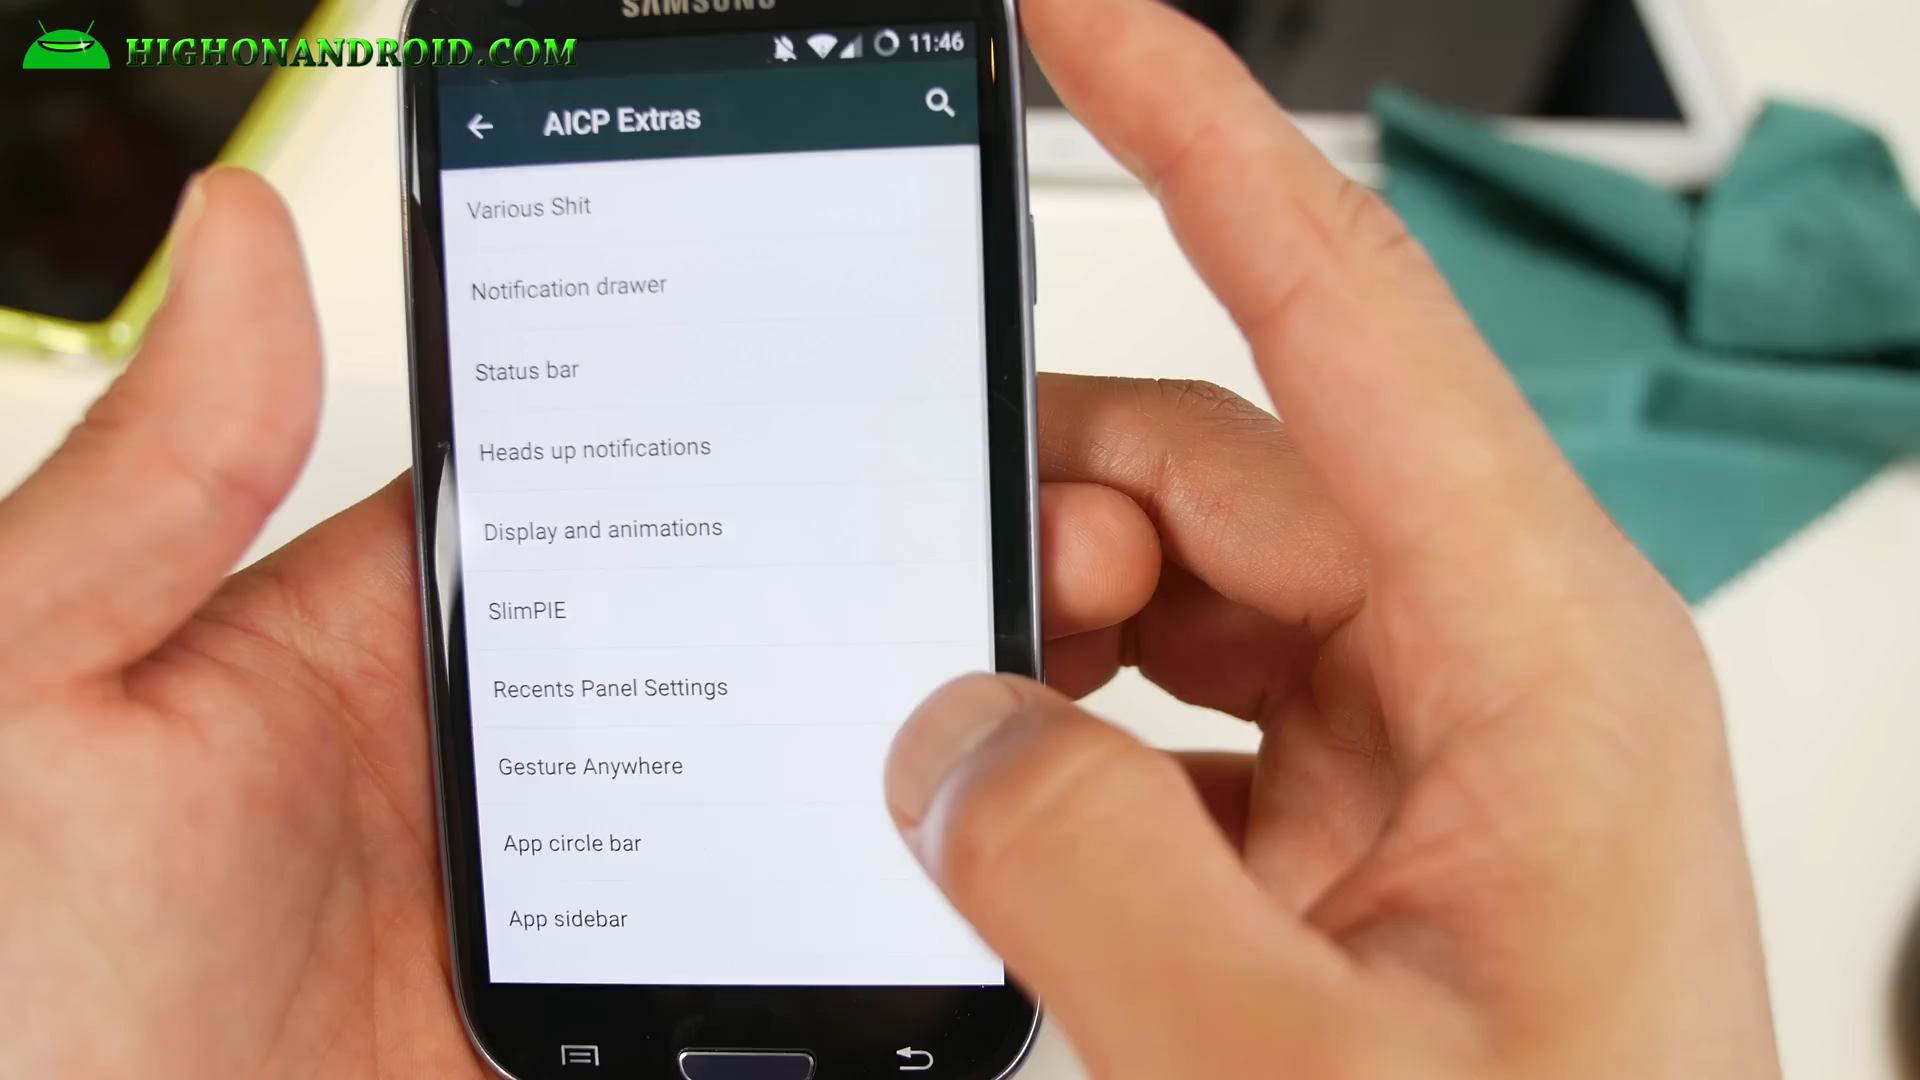 HIGHONANDROID.COM
SAMSUNG
11:46
AICP Extras
Various Shit
Notification drawer
Status bar
Heads up notifications
Display and animations
SlimPIE
Recents Panel Settings
Gesture Anywhere
App circle bar
App sidebar